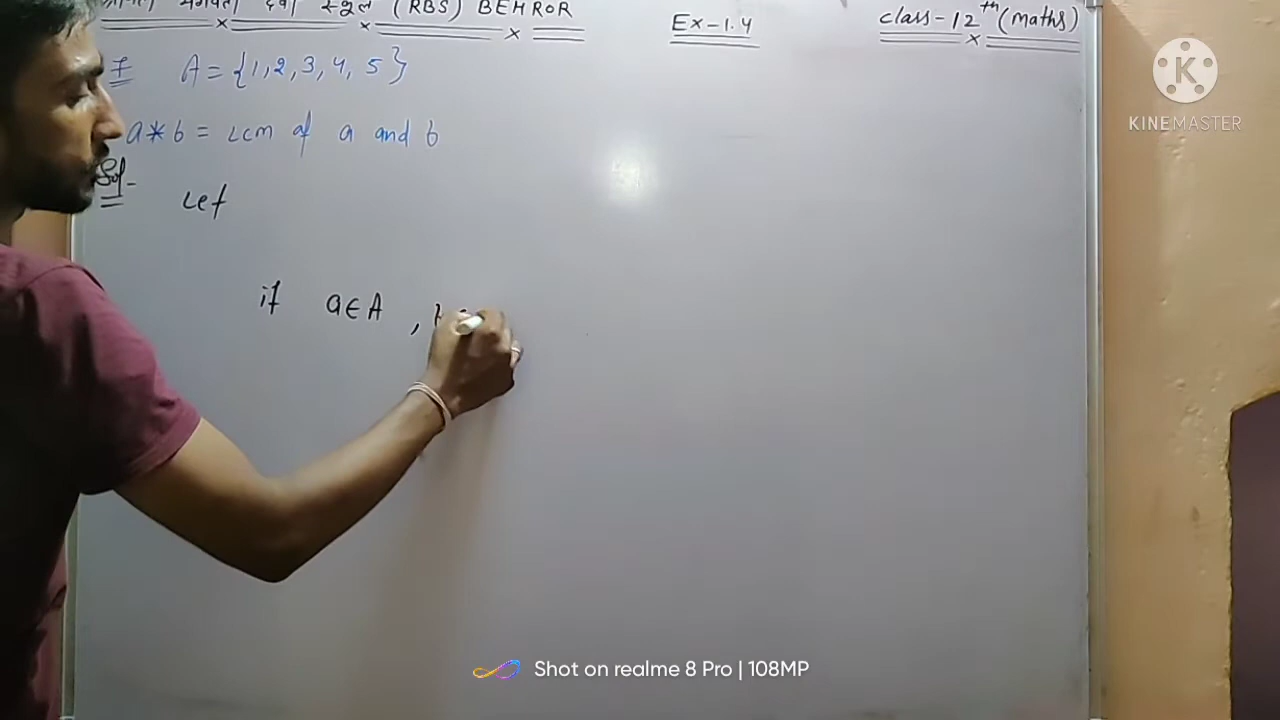 स्कूल (RBS) BEHROR
Ex-1.4
class-12th (maths)
7 A = {1, 2, 3, 4, 5}
a * b = LCM of a and b
Sol- Let
if a ∈ A ,
KINEMASTER
Shot on realme 8 Pro | 108MP